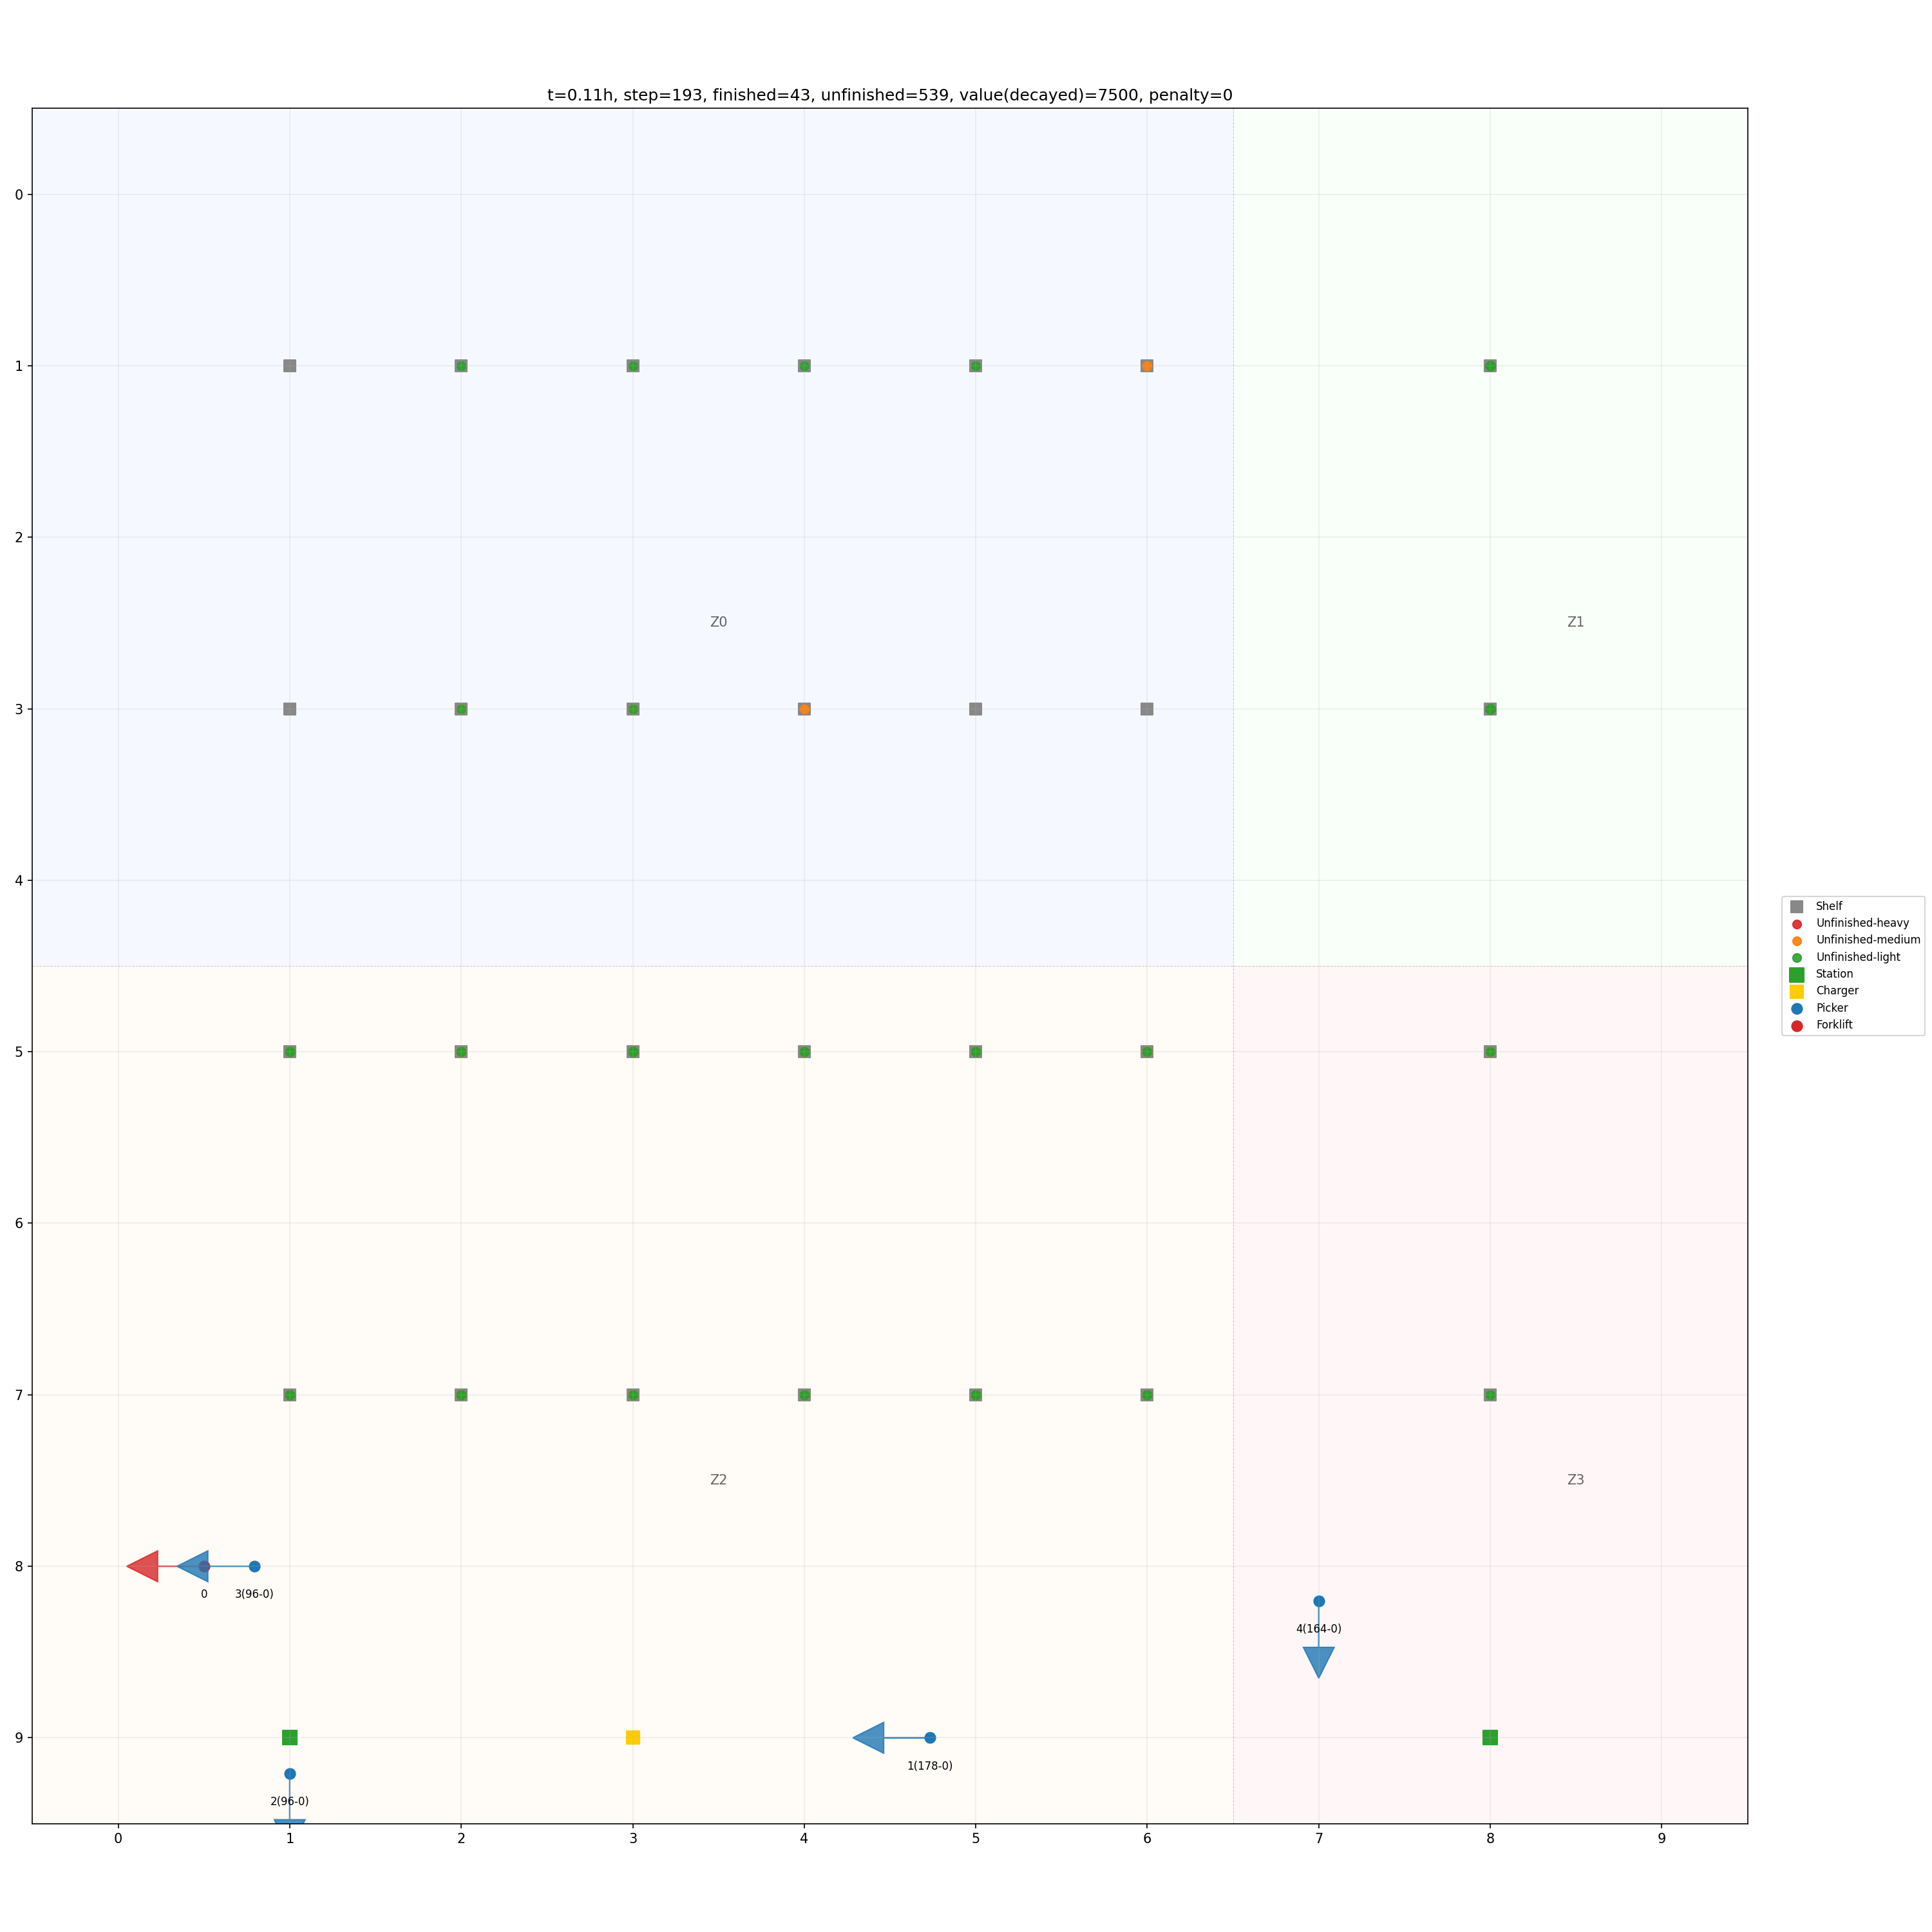 t=0.11h, step=193, finished=43, unfinished=539, value(decayed)=7500, penalty=0
0
1
2
Z0
Z1
3
4
Shelf
Unfinished-heavy
Unfinished-medium
Unfinished-light
Station
Charger
Picker
Forklift
5
6
7
Z2
Z3
8
0
3(96-0)
4(164-0)
9
1(178-0)
2(96-0)
0
1
2
3
4
5
6
7
8
9